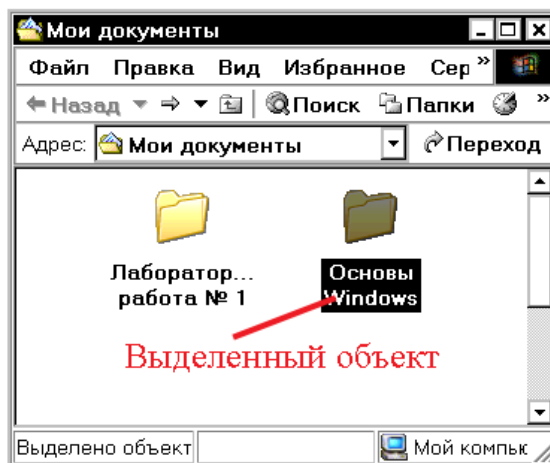 Мои документы
Файл Правка Вид Избранное Сер »
Назад Поиск Папки »
Адрес: Мои документы Переход
Лаборатор... Основы
работа № 1 Windows
Выделенный объект
Выделено объект Мой компьк